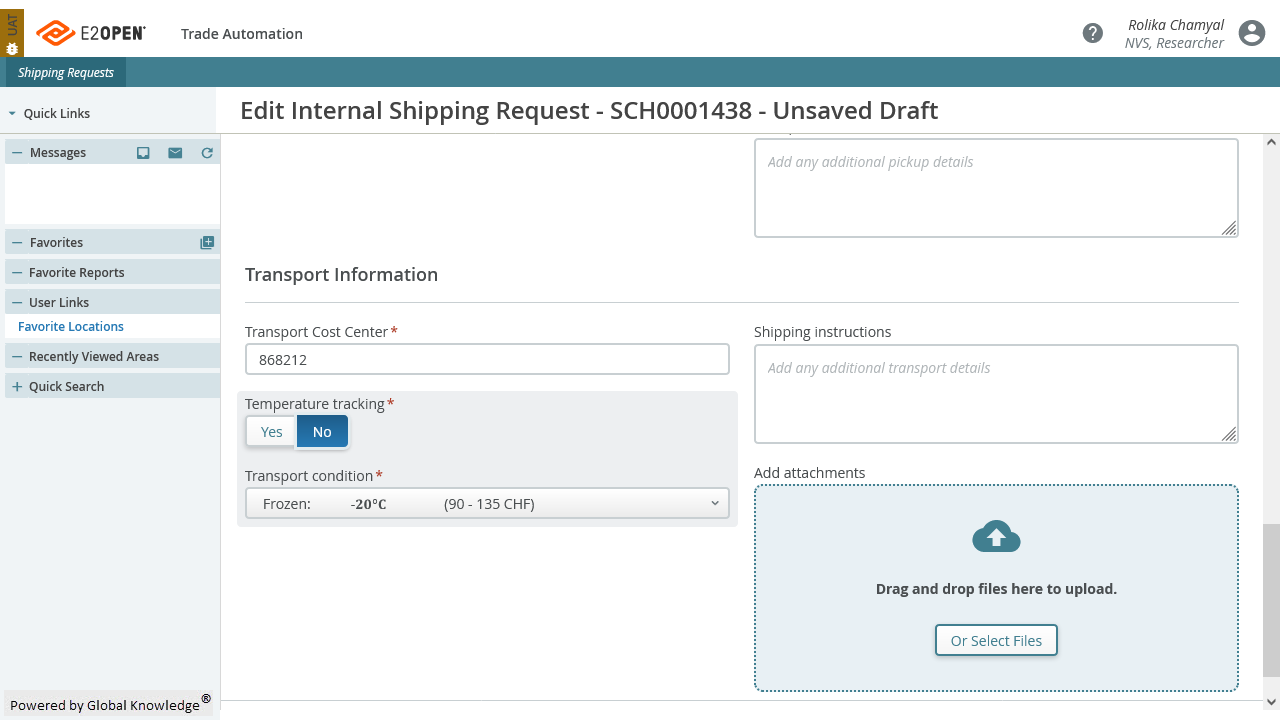 UAT
E2OPEN
Trade Automation
Rolika Chamyal
NVS, Researcher
Shipping Requests
Quick Links
Edit Internal Shipping Request - SCH0001438 - Unsaved Draft
Messages
Add any additional pickup details
Favorites
Favorite Reports
Transport Information
User Links
Favorite Locations
Transport Cost Center*
Shipping instructions
Recently Viewed Areas
868212
Add any additional transport details
Quick Search
Temperature tracking*
Yes No
Transport condition*
Add attachments
Frozen: -20°C (90 - 135 CHF)
Drag and drop files here to upload.
Or Select Files
Powered by Global Knowledge®